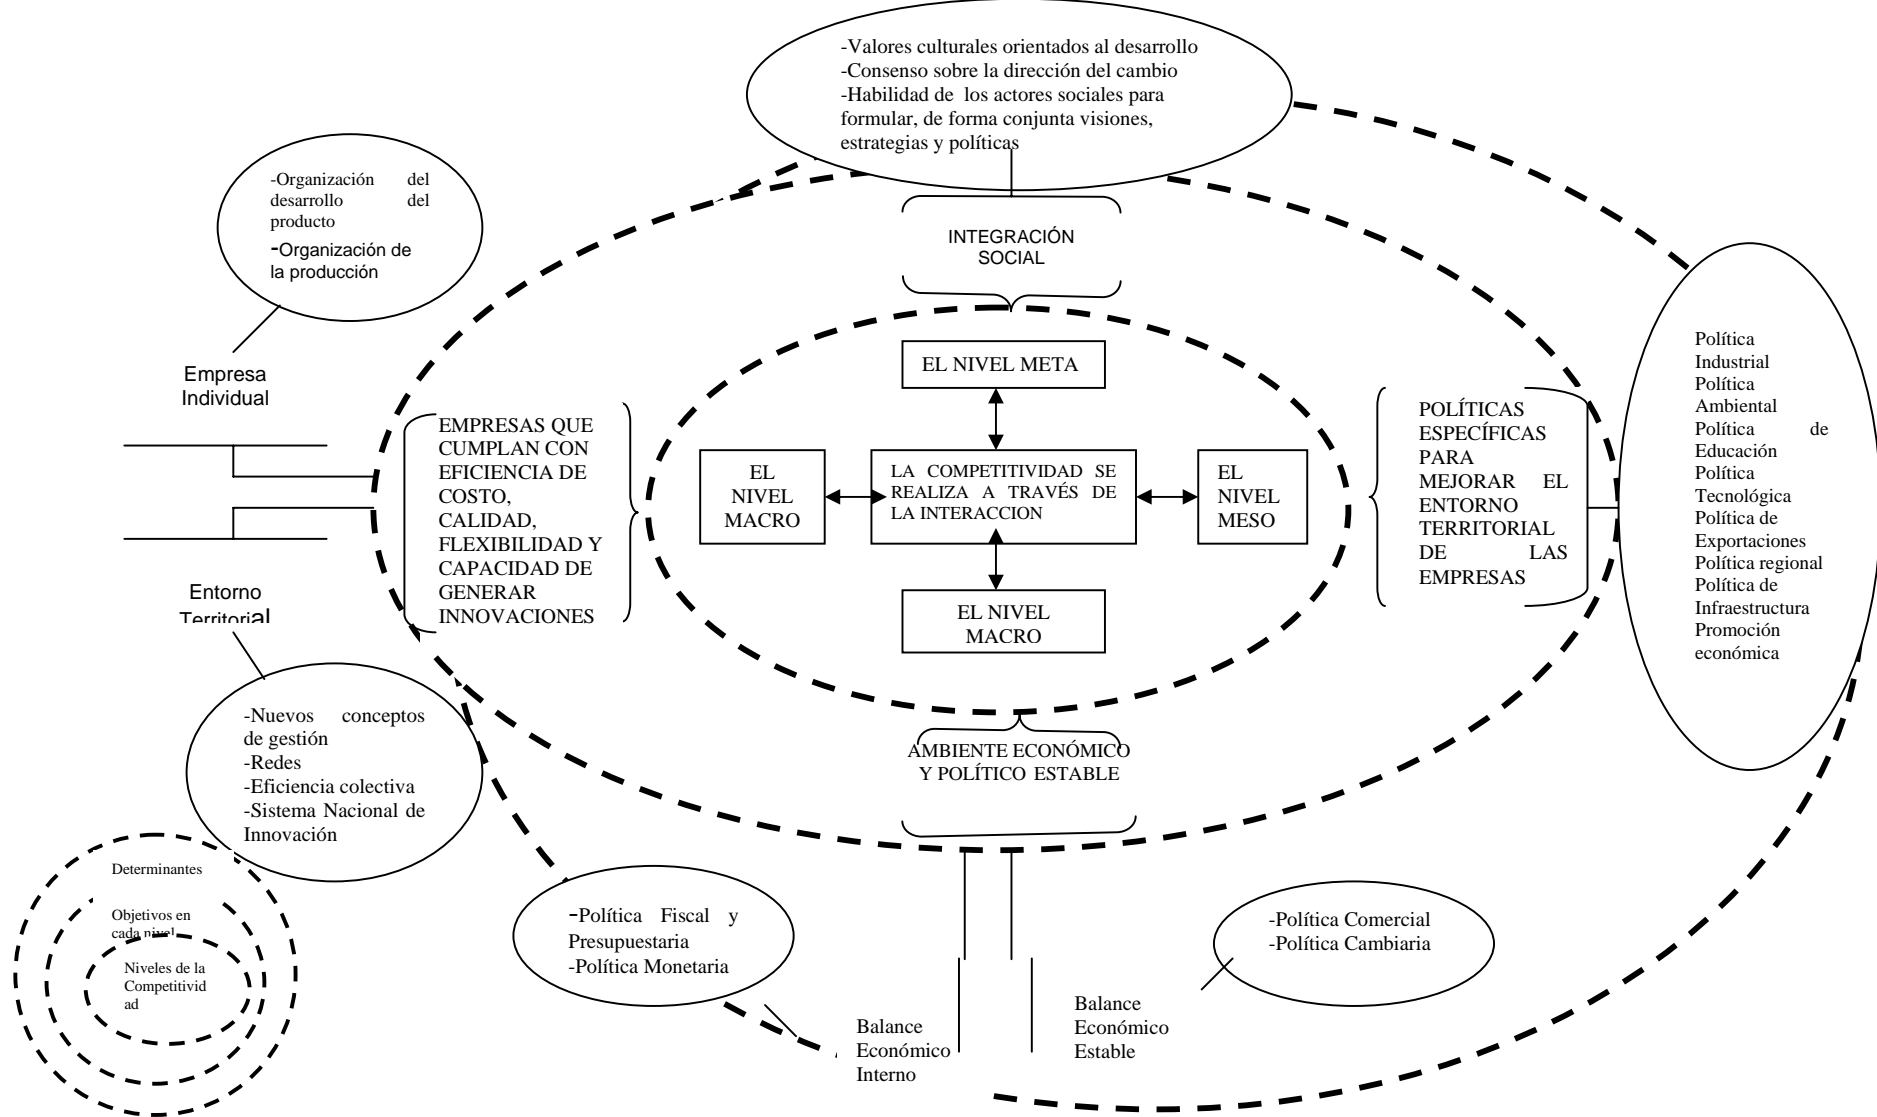 -Valores culturales orientados al desarrollo
-Consenso sobre la dirección del cambio
-Habilidad de los actores sociales para
formular, de forma conjunta visiones,
estrategias y políticas
-Organización del
desarrollo del
producto
-Organización de
la producción
INTEGRACIÓN
SOCIAL
Empresa
Individual
EL NIVEL META
EMPRESAS QUE
CUMPLAN CON
EFICIENCIA DE
COSTO,
CALIDAD,
FLEXIBILIDAD Y
CAPACIDAD DE
GENERAR
INNOVACIONES
EL
NIVEL
MACRO
LA COMPETITIVIDAD SE
REALIZA A TRAVÉS DE
LA INTERACCION
EL
NIVEL
MESO
EL NIVEL
MACRO
POLÍTICAS
ESPECÍFICAS
PARA
MEJORAR EL
ENTORNO
TERRITORIAL
DE LAS
EMPRESAS
Política
Industrial
Política
Ambiental
Política de
Educación
Política
Tecnológica
Política de
Exportaciones
Política regional
Política de
Infraestructura
Promoción
económica
Entorno
Territorial
-Nuevos conceptos
de gestión
-Redes
-Eficiencia colectiva
-Sistema Nacional de
Innovación
AMBIENTE ECONÓMICO
Y POLÍTICO ESTABLE
Determinantes
Objetivos en
cada nivel
Niveles de la
Competitivid
ad
-Política Fiscal y
Presupuestaria
-Política Monetaria
-Política Comercial
-Política Cambiaria
Balance
Económico
Interno
Balance
Económico
Estable